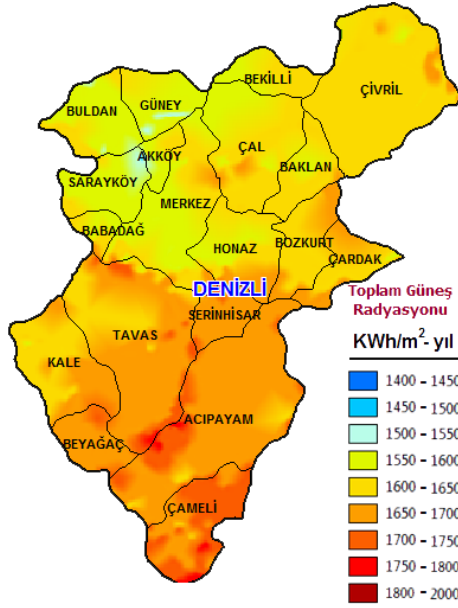 BEKİLLİ
ÇİVRİL
GÜNEY
BULDAN
ÇAL
AKKÖY
BAKLAN
SARAYKÖY
MERKEZ
BABADAĞ
HONAZ
BOZKURT
ÇARDAK
DENİZLİ
SERİNHİSAR
TAVAS
KALE
ACIPAYAM
BEYAĞAÇ
ÇAMELİ
Toplam Güneş
Radyasyonu
KWh/m²- yıl
1400 - 1450
1450 - 1500
1500 - 1550
1550 - 1600
1600 - 1650
1650 - 1700
1700 - 1750
1750 - 1800
1800 - 2000